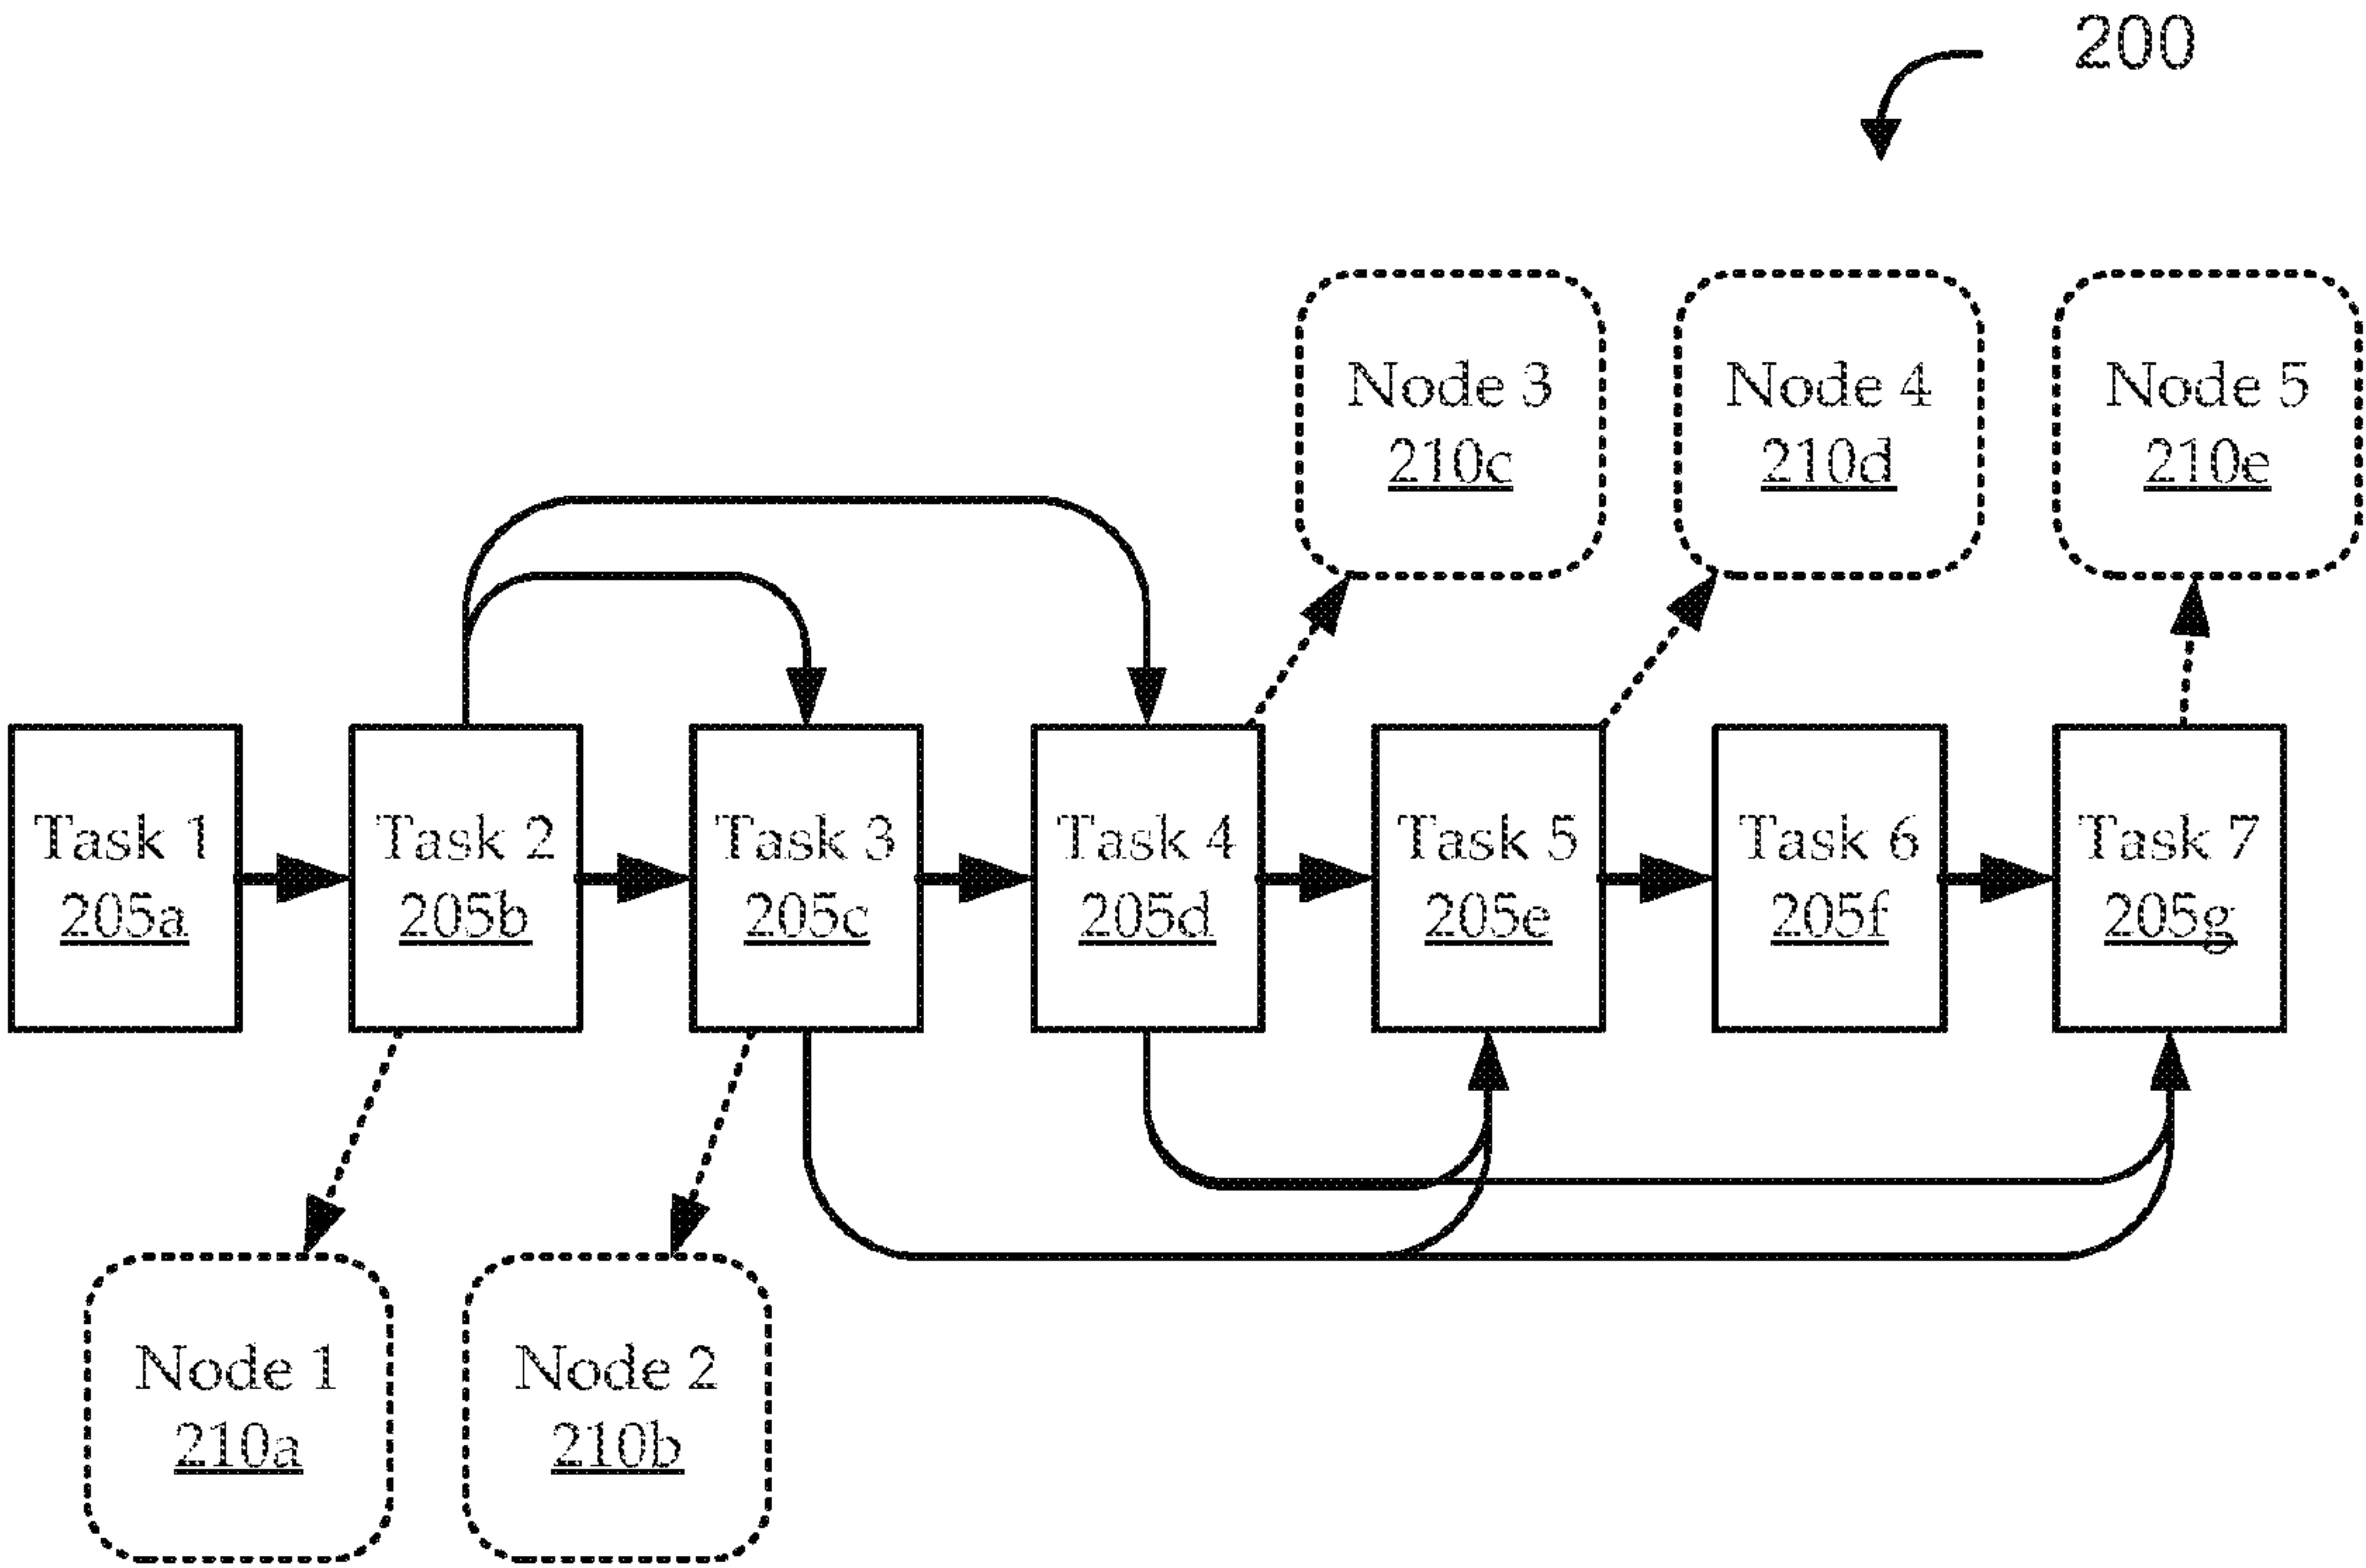 200
Node 3
210c
Node 4
210d
Node 5
210e
Task 1
205a
Task 2
205b
Task 3
205c
Task 4
205d
Task 5
205e
Task 6
205f
Task 7
205g
Node 1
210a
Node 2
210b